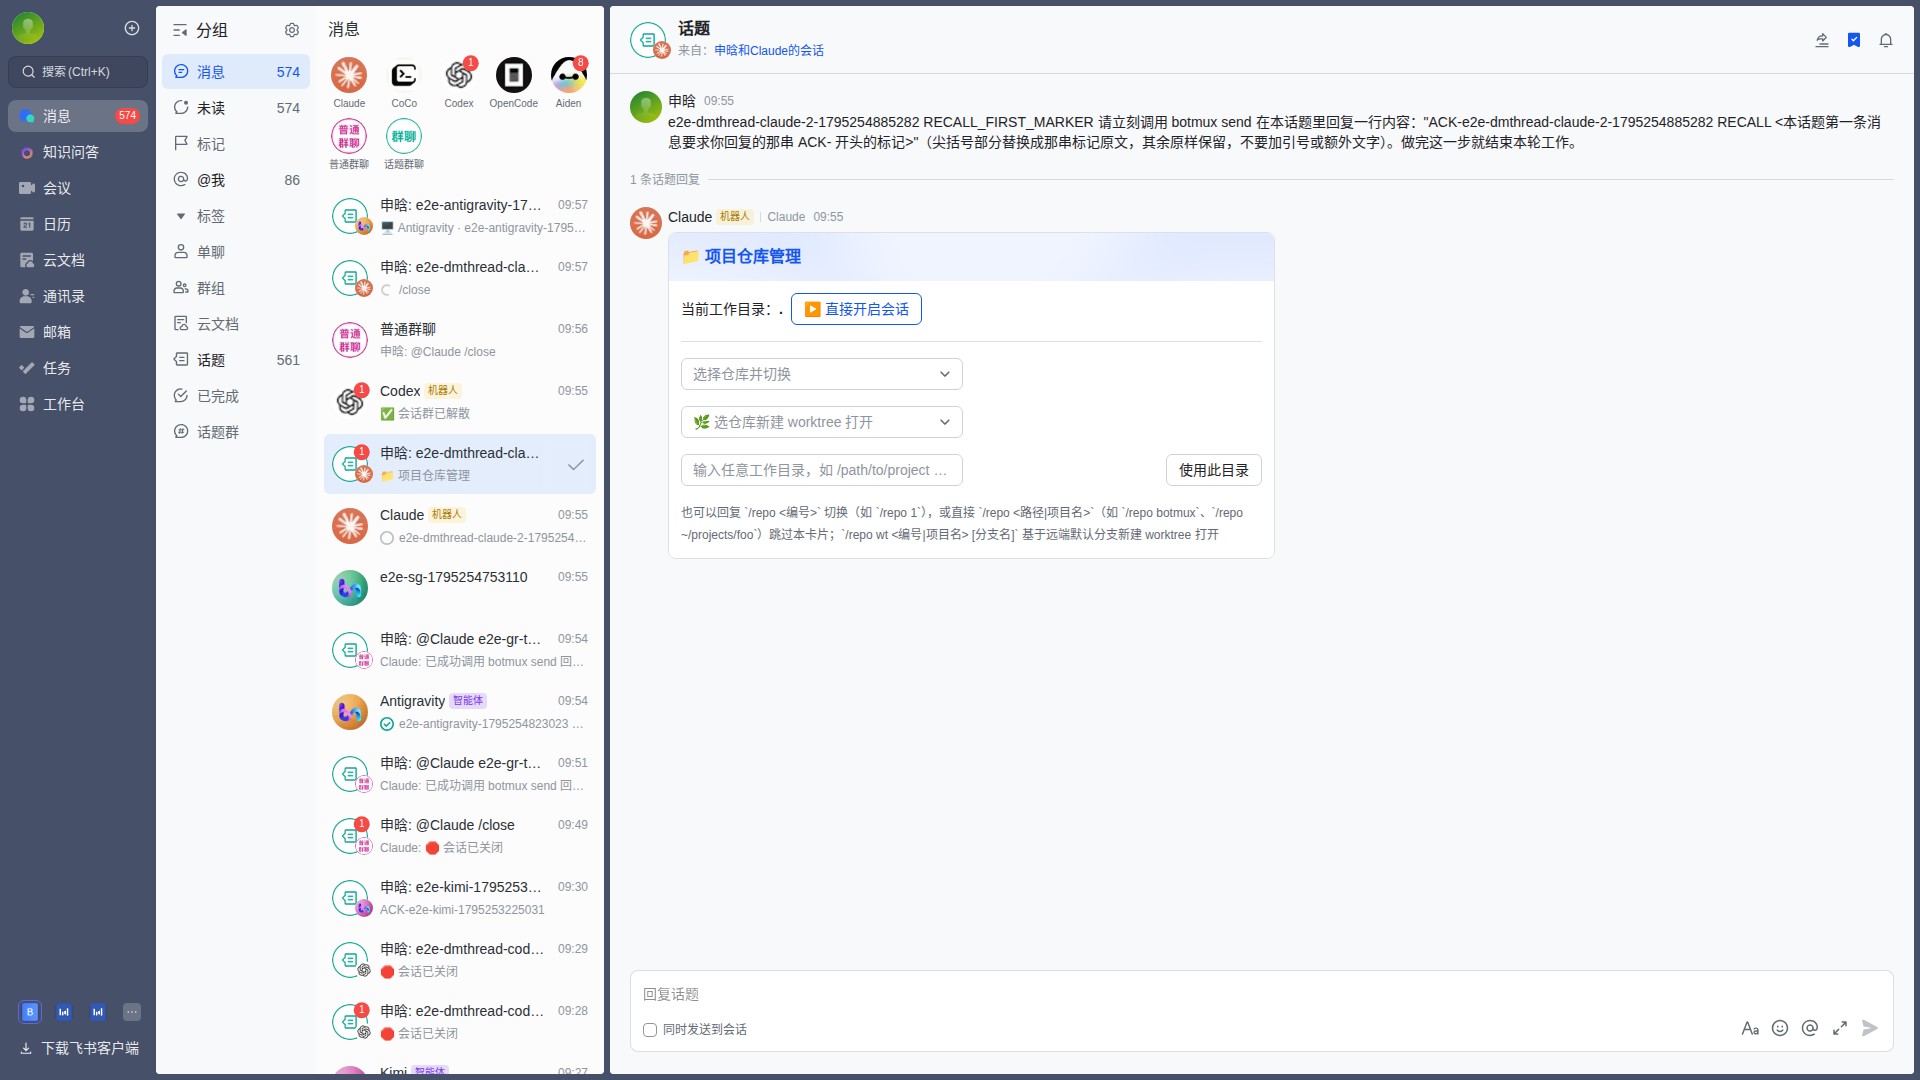 搜索 (Ctrl+K)
消息 574
知识问答
会议
日历
云文档
通讯录
邮箱
任务
工作台
下载飞书客户端
分组
消息 574
未读 574
标记
@我 86
标签
单聊
群组
云文档
话题 561
已完成
话题群
消息
Claude
CoCo
1
Codex
OpenCode
8
Aiden
普通群聊
普通群聊
群聊
话题群聊
申晗: e2e-antigravity-17... 09:57
Antigravity · e2e-antigravity-1795...
申晗: e2e-dmthread-cla... 09:57
/close
普通群聊
普通群聊 09:56
申晗: @Claude /close
1
Codex 机器人 09:55
会话群已解散
1
申晗: e2e-dmthread-cla...
项目仓库管理
Claude 机器人 09:55
e2e-dmthread-claude-2-1795254...
e2e-sg-1795254753110 09:55
申晗: @Claude e2e-gr-t... 09:54
Claude: 已成功调用 botmux send 回...
Antigravity 智能体 09:54
e2e-antigravity-1795254823023 ...
申晗: @Claude e2e-gr-t... 09:51
Claude: 已成功调用 botmux send 回...
1
申晗: @Claude /close 09:49
Claude: 会话已关闭
申晗: e2e-kimi-1795253... 09:30
ACK-e2e-kimi-1795253225031
申晗: e2e-dmthread-cod... 09:29
会话已关闭
1
申晗: e2e-dmthread-cod... 09:28
会话已关闭
Kimi 智能体 09:27
话题
来自：申晗和Claude的会话
申晗 09:55
e2e-dmthread-claude-2-1795254885282 RECALL_FIRST_MARKER 请立刻调用 botmux send 在本话题里回复一行内容："ACK-e2e-dmthread-claude-2-1795254885282 RECALL <本话题第一条消
息要求你回复的那串 ACK- 开头的标记>"（尖括号部分替换成那串标记原文，其余原样保留，不要加引号或额外文字）。做完这一步就结束本轮工作。
1 条话题回复
Claude 机器人 Claude 09:55
项目仓库管理
当前工作目录：. 直接开启会话
选择仓库并切换
选仓库新建 worktree 打开
输入任意工作目录，如 /path/to/project ... 使用此目录
也可以回复 `/repo <编号>` 切换（如 `/repo 1`），或直接 `/repo <路径|项目名>`（如 `/repo botmux`、`/repo
~/projects/foo`）跳过本卡片；`/repo wt <编号|项目名> [分支名]` 基于远端默认分支新建 worktree 打开
回复话题
同时发送到会话